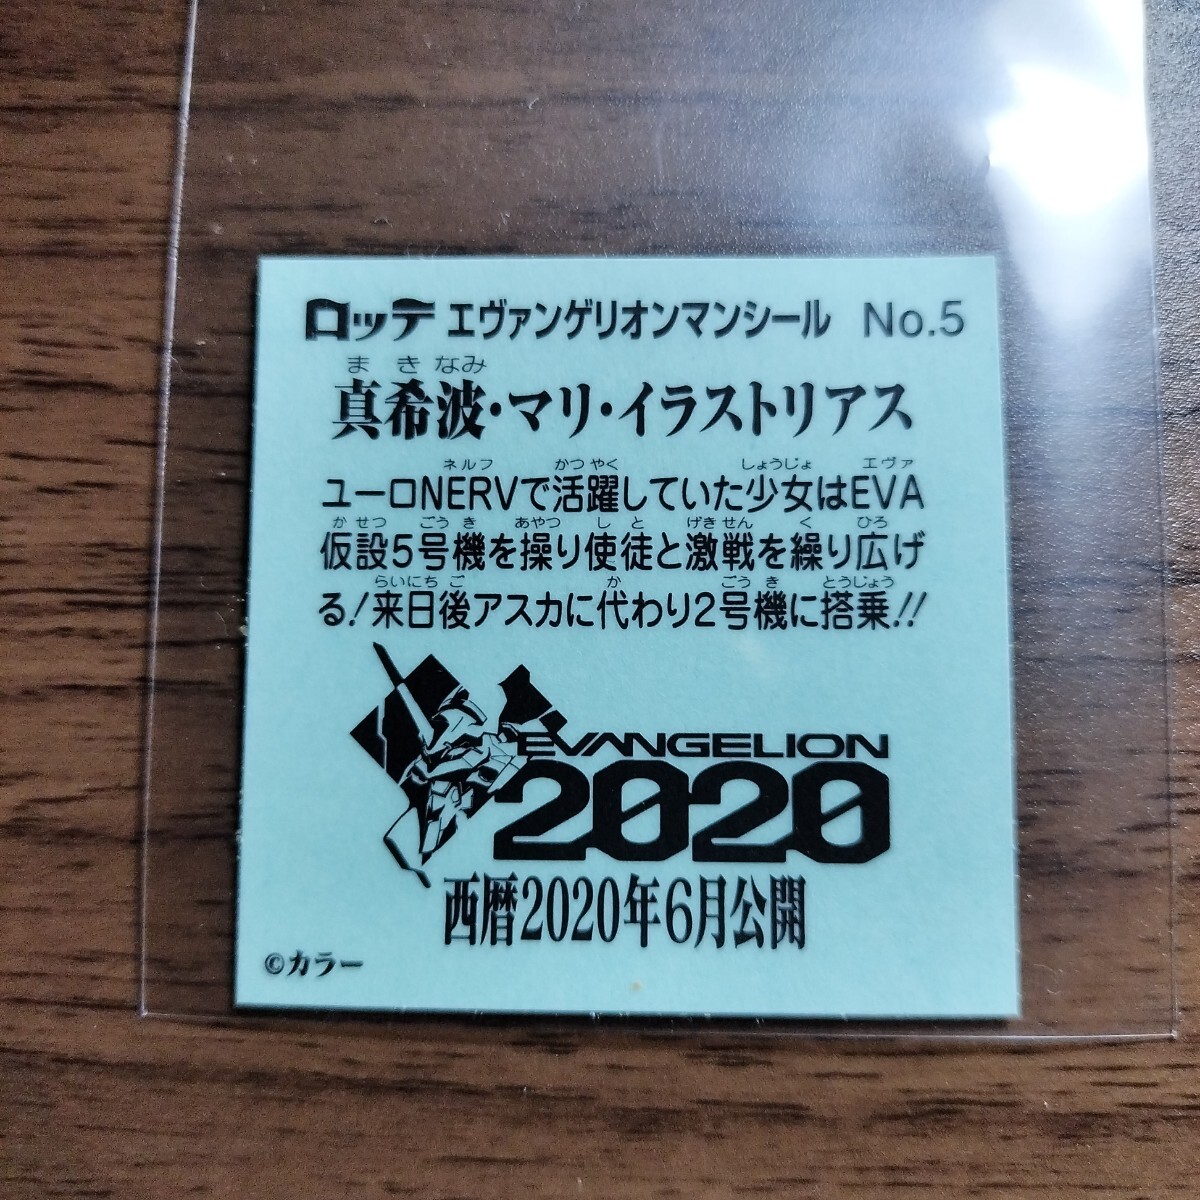 ロッテ エヴァンゲリオンマンシール No.5
まきなみ
真希波・マリ・イラストリアス
ネルフ かつやく しょうじょ エヴァ
ユーロNERVで活躍していた少女はEVA
かせつ ごうき あやつ しと げきせん く ひろ
仮設5号機を操り使徒と激戦を繰り広げ
らいにちご か ごうき とうじょう
る!来日後アスカに代わり2号機に搭乗!!
EVANGELION
2020
西暦2020年6月公開
©カラー